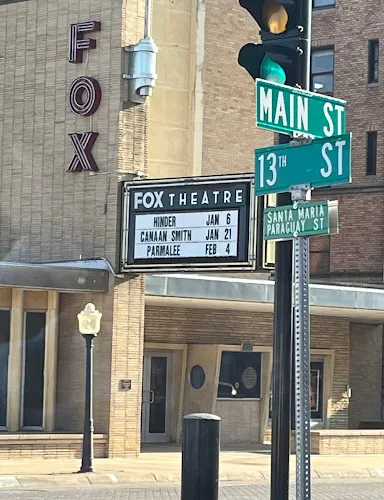 FOX
FOX THEATRE
HINDER JAN 6
CANAAN SMITH JAN 21
PARMALEE FEB 4
MAIN ST
13TH ST
SANTA MARIA
PARAGUAY ST